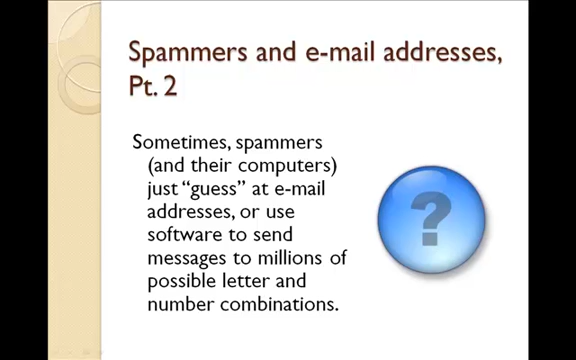 Spammers and e-mail addresses,
Pt. 2
Sometimes, spammers
(and their computers)
just “guess” at e-mail
addresses, or use
software to send
messages to millions of
possible letter and
number combinations.
?